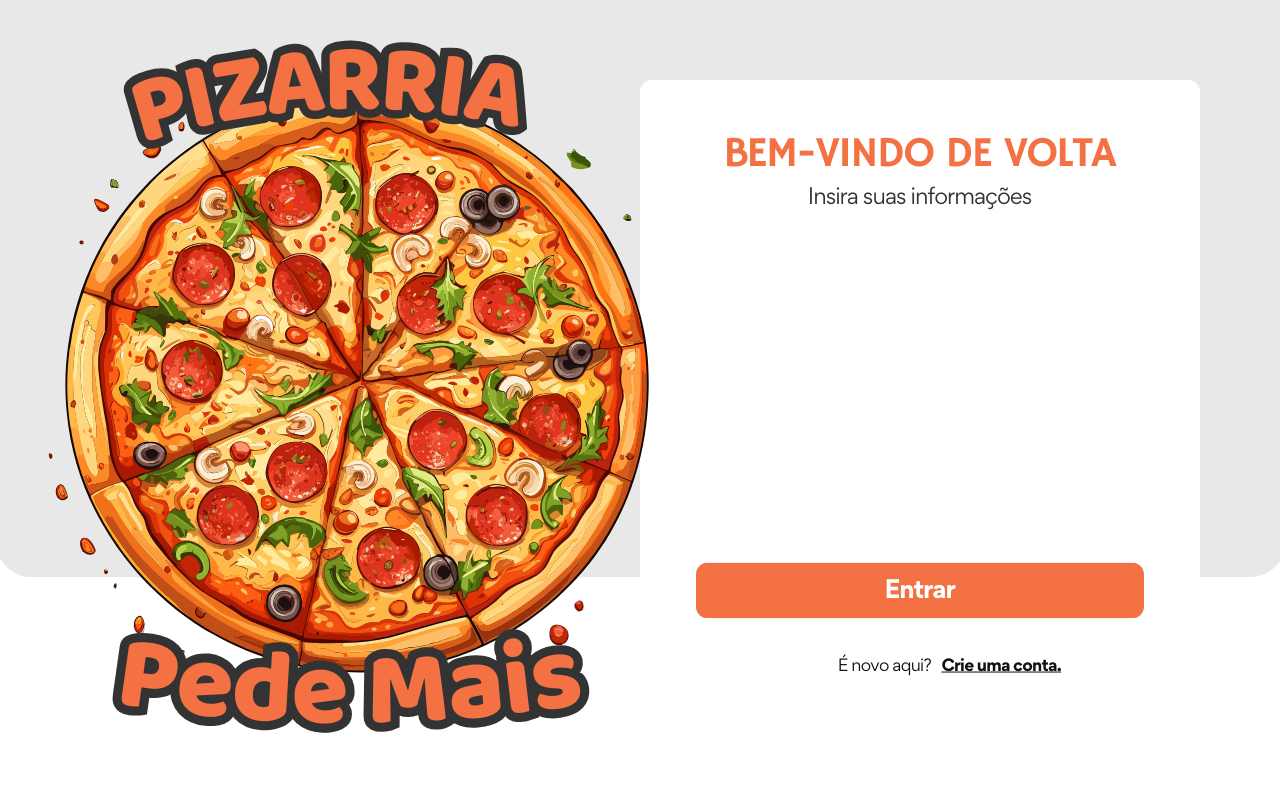 PIZARRIA
Pede Mais
BEM-VINDO DE VOLTA
Insira suas informações
Entrar
É novo aqui? Crie uma conta.